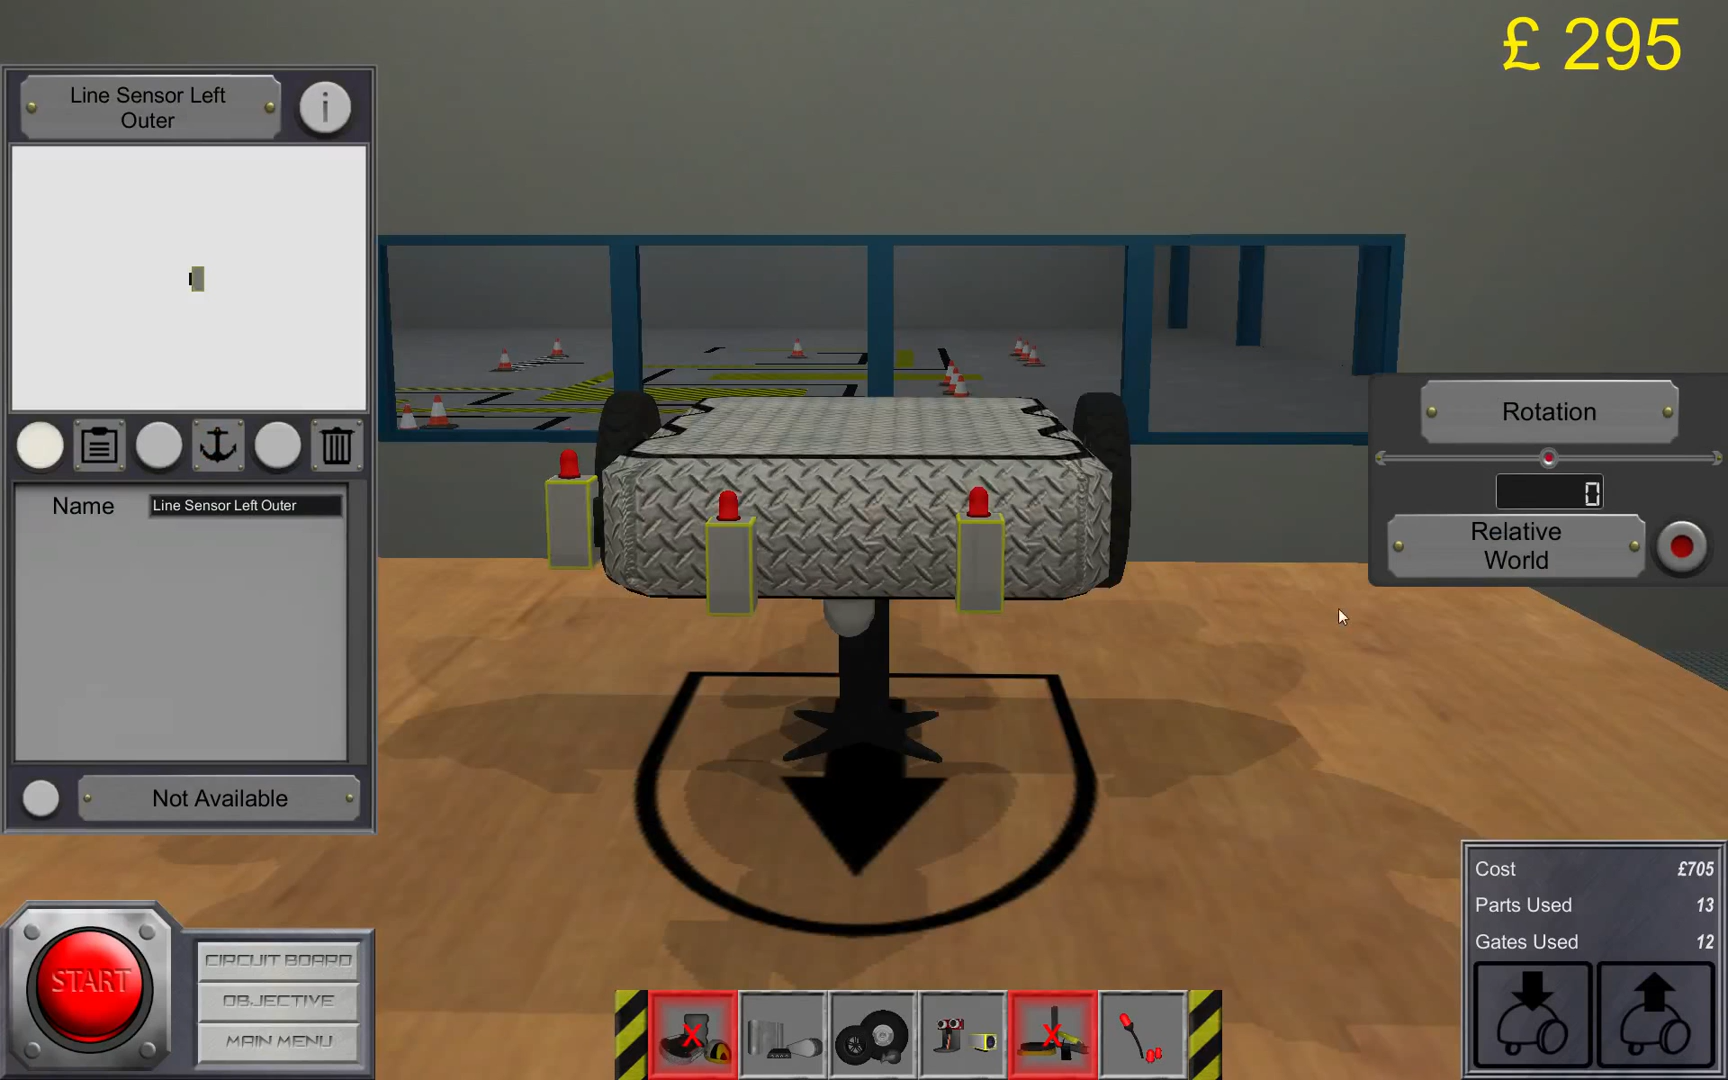 £ 295
Line Sensor Left
Outer
i
Name
Line Sensor Left Outer
Not Available
Rotation
0
Relative
World
START
CIRCUIT BOARD
OBJECTIVE
MAIN MENU
Cost £705
Parts Used 13
Gates Used 12